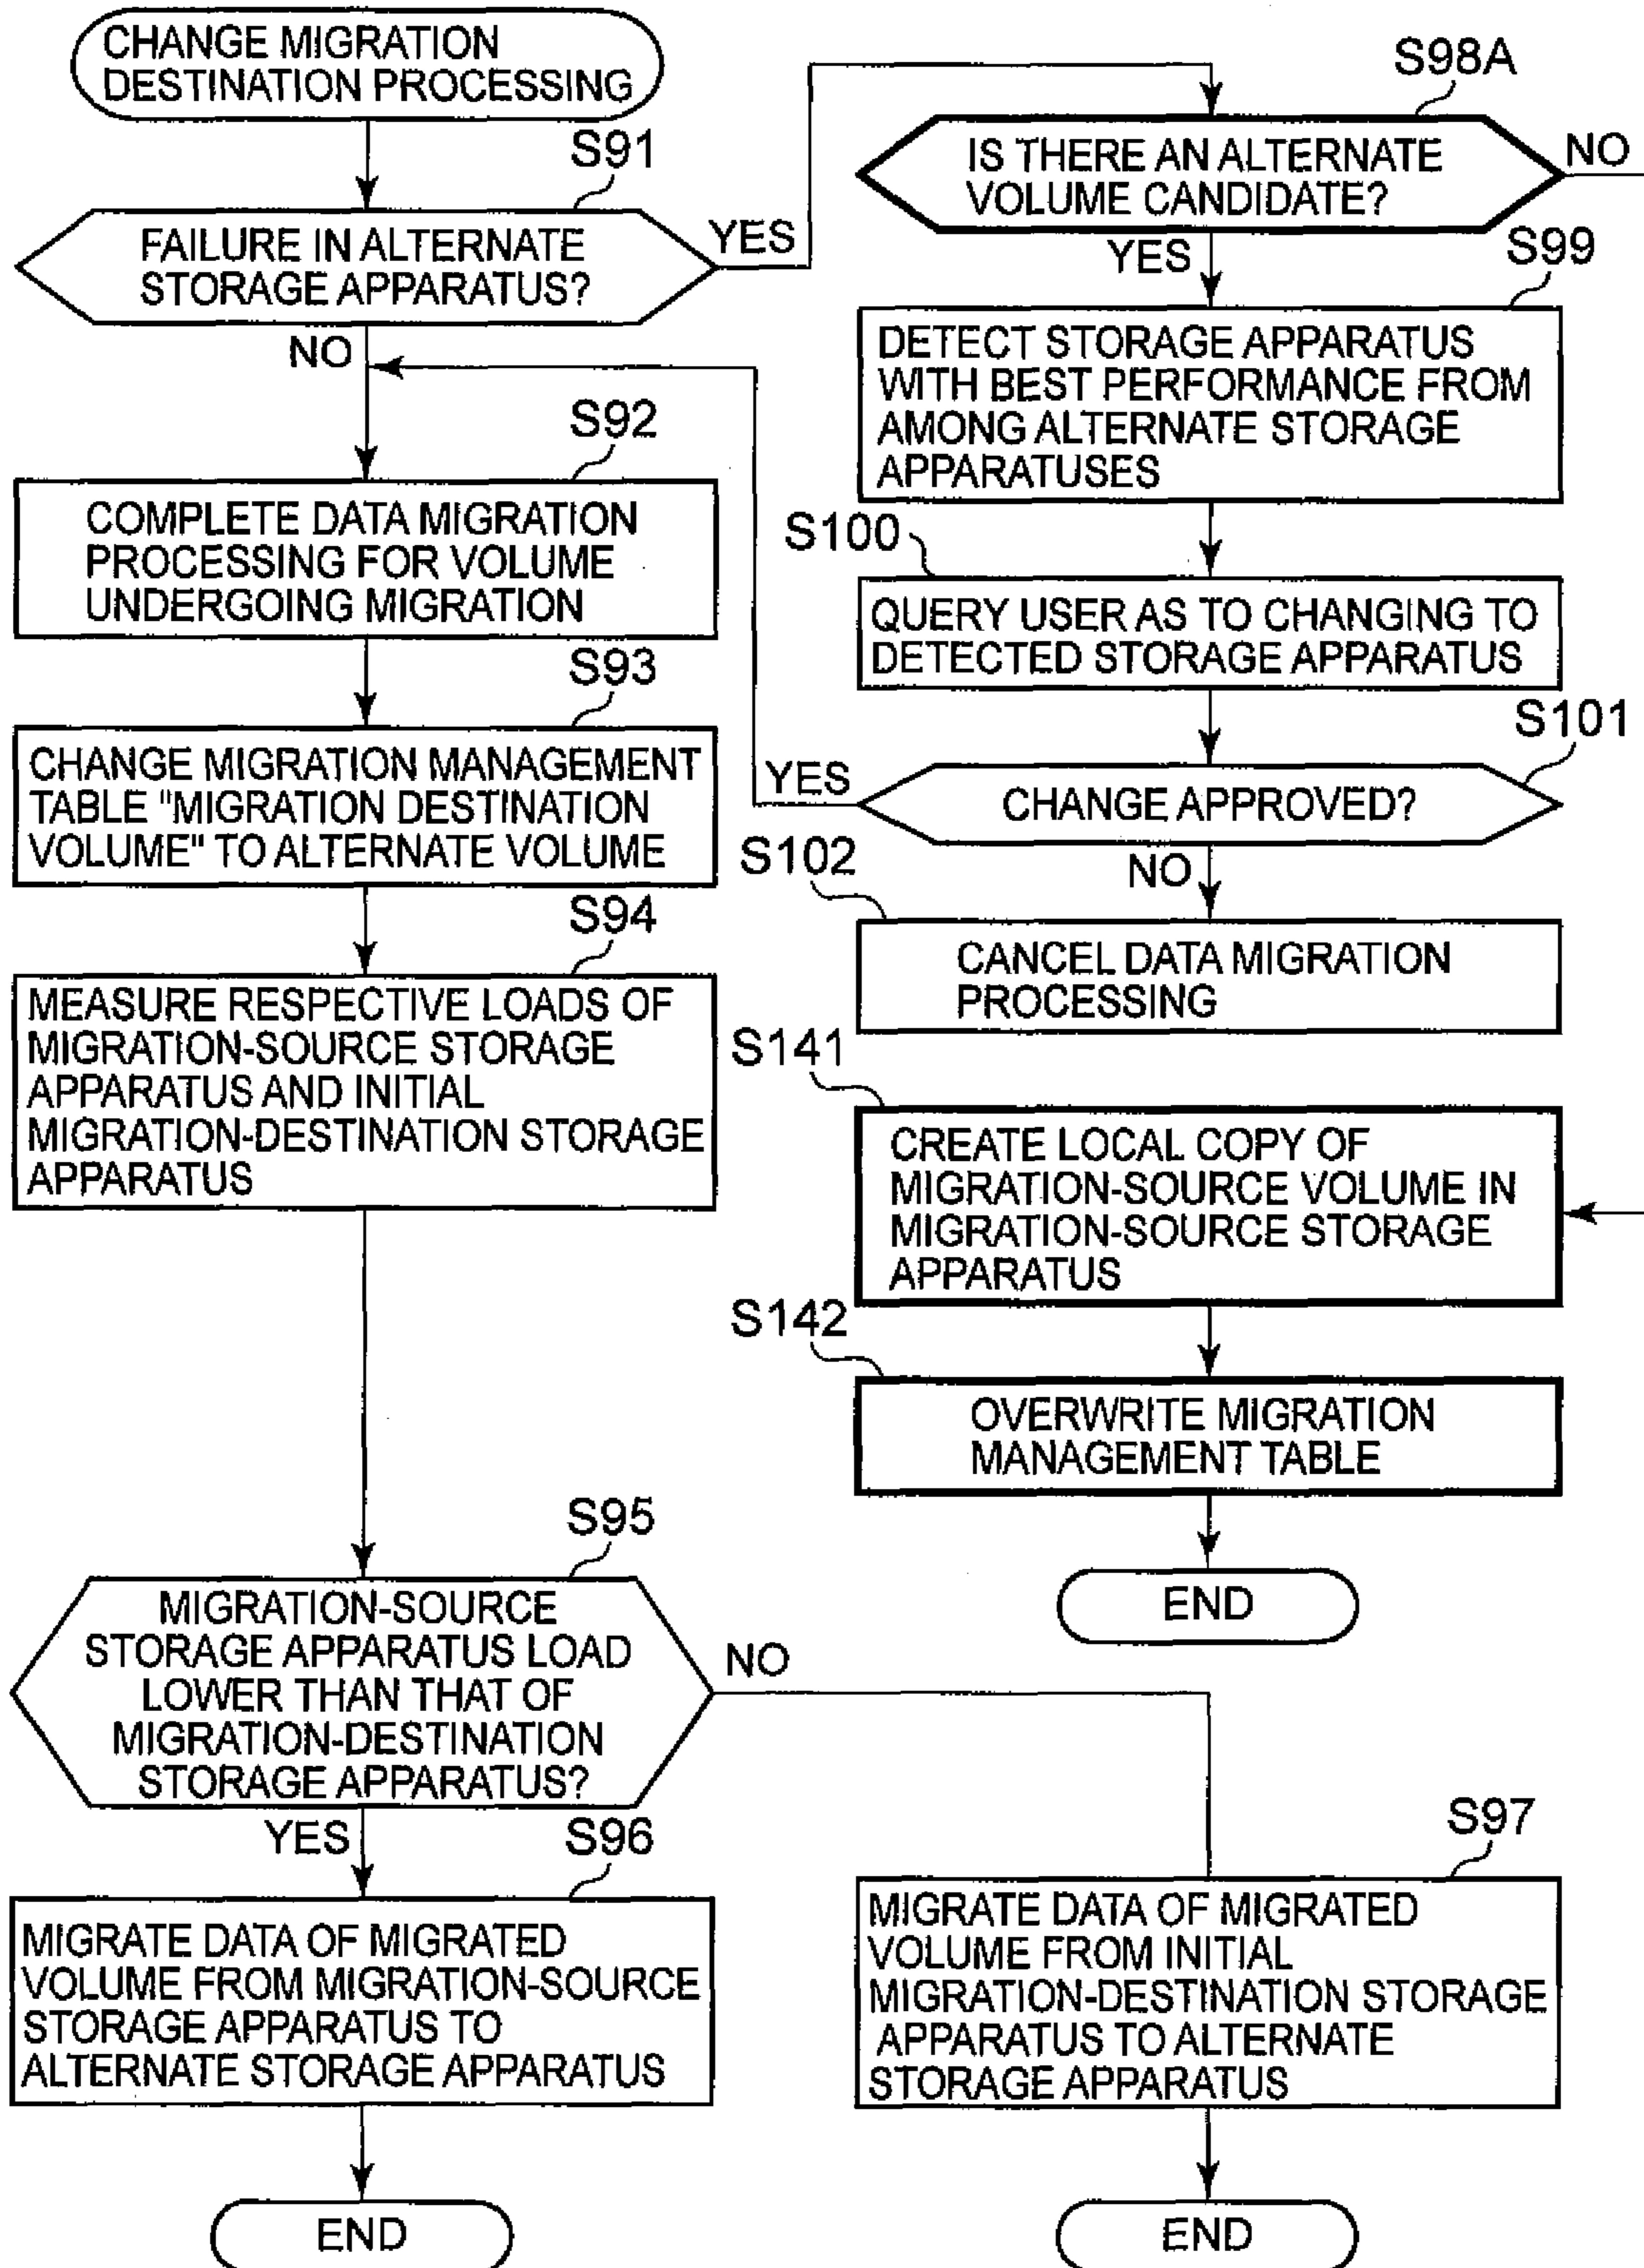 CHANGE MIGRATION
DESTINATION PROCESSING
S91
FAILURE IN ALTERNATE
STORAGE APPARATUS?
YES
NO
S92
COMPLETE DATA MIGRATION
PROCESSING FOR VOLUME
UNDERGOING MIGRATION
S93
CHANGE MIGRATION MANAGEMENT
TABLE "MIGRATION DESTINATION
VOLUME" TO ALTERNATE VOLUME
S94
MEASURE RESPECTIVE LOADS OF
MIGRATION-SOURCE STORAGE
APPARATUS AND INITIAL
MIGRATION-DESTINATION STORAGE
APPARATUS
S95
MIGRATION-SOURCE
STORAGE APPARATUS LOAD
LOWER THAN THAT OF
MIGRATION-DESTINATION
STORAGE APPARATUS?
NO
YES
S96
MIGRATE DATA OF MIGRATED
VOLUME FROM MIGRATION-SOURCE
STORAGE APPARATUS TO
ALTERNATE STORAGE APPARATUS
END
S98A
IS THERE AN ALTERNATE
VOLUME CANDIDATE?
NO
YES
S99
DETECT STORAGE APPARATUS
WITH BEST PERFORMANCE FROM
AMONG ALTERNATE STORAGE
APPARATUSES
S100
QUERY USER AS TO CHANGING TO
DETECTED STORAGE APPARATUS
S101
CHANGE APPROVED?
YES
NO
S102
CANCEL DATA MIGRATION
PROCESSING
S141
CREATE LOCAL COPY OF
MIGRATION-SOURCE VOLUME IN
MIGRATION-SOURCE STORAGE
APPARATUS
S142
OVERWRITE MIGRATION
MANAGEMENT TABLE
END
S97
MIGRATE DATA OF MIGRATED
VOLUME FROM INITIAL
MIGRATION-DESTINATION STORAGE
APPARATUS TO ALTERNATE
STORAGE APPARATUS
END